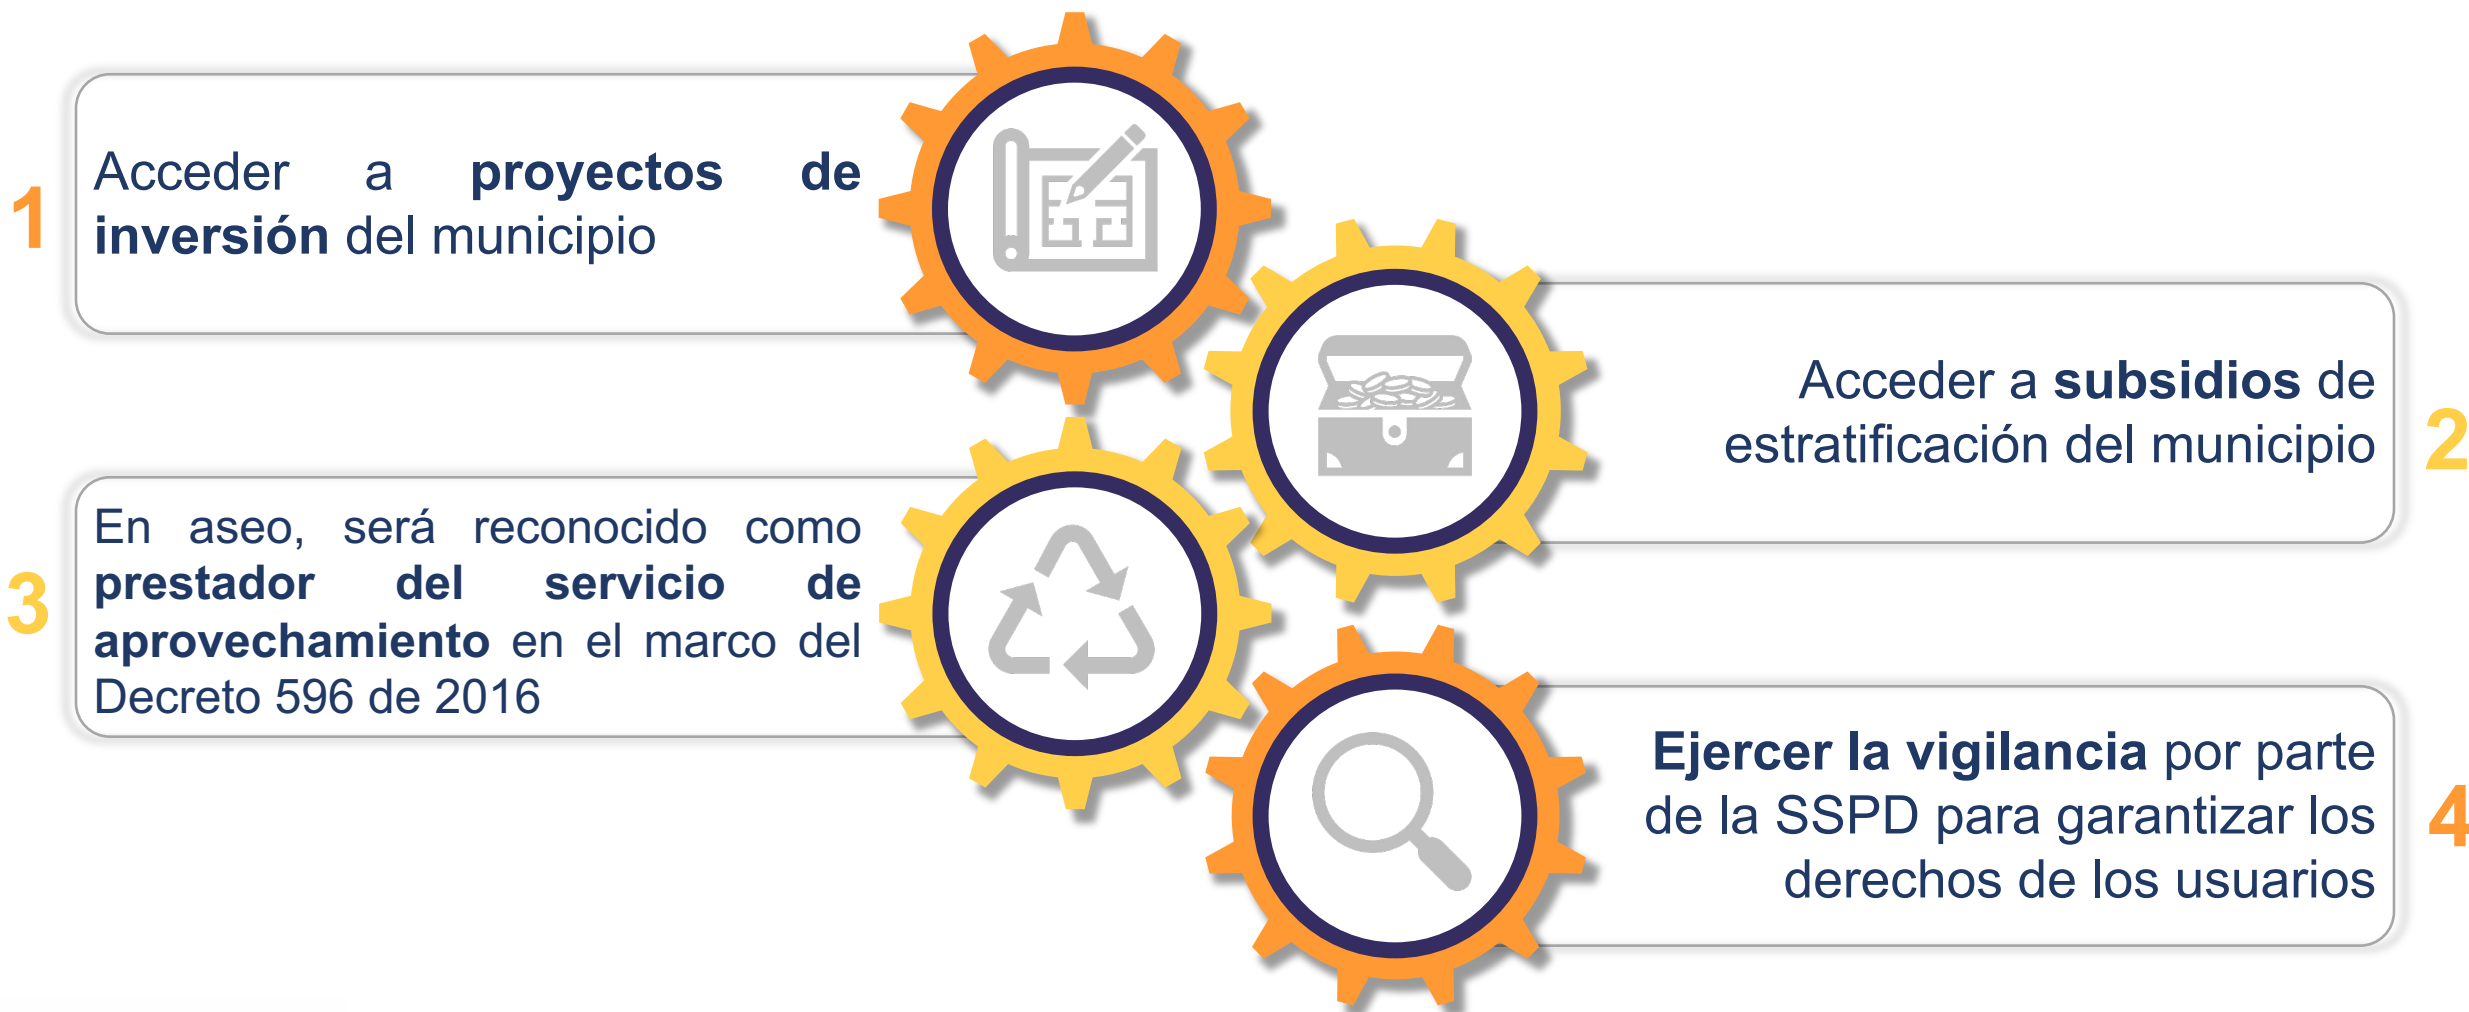 1
Acceder a proyectos de
inversión del municipio
Acceder a subsidios de
estratificación del municipio
2
3
En aseo, será reconocido como
prestador del servicio de
aprovechamiento en el marco del
Decreto 596 de 2016
Ejercer la vigilancia por parte
de la SSPD para garantizar los
derechos de los usuarios
4